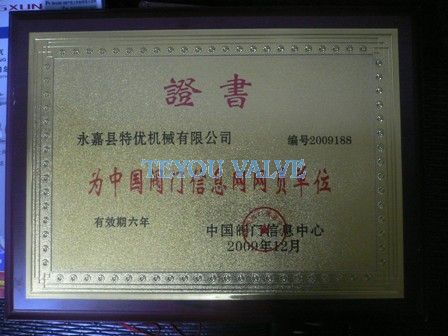 XUN
證書
永嘉县特优机械有限公司 编号2009188
TEYOU VALVE
为中国阀门信息网网员单位
有效期六年
中国阀门信息中心
2009年12月